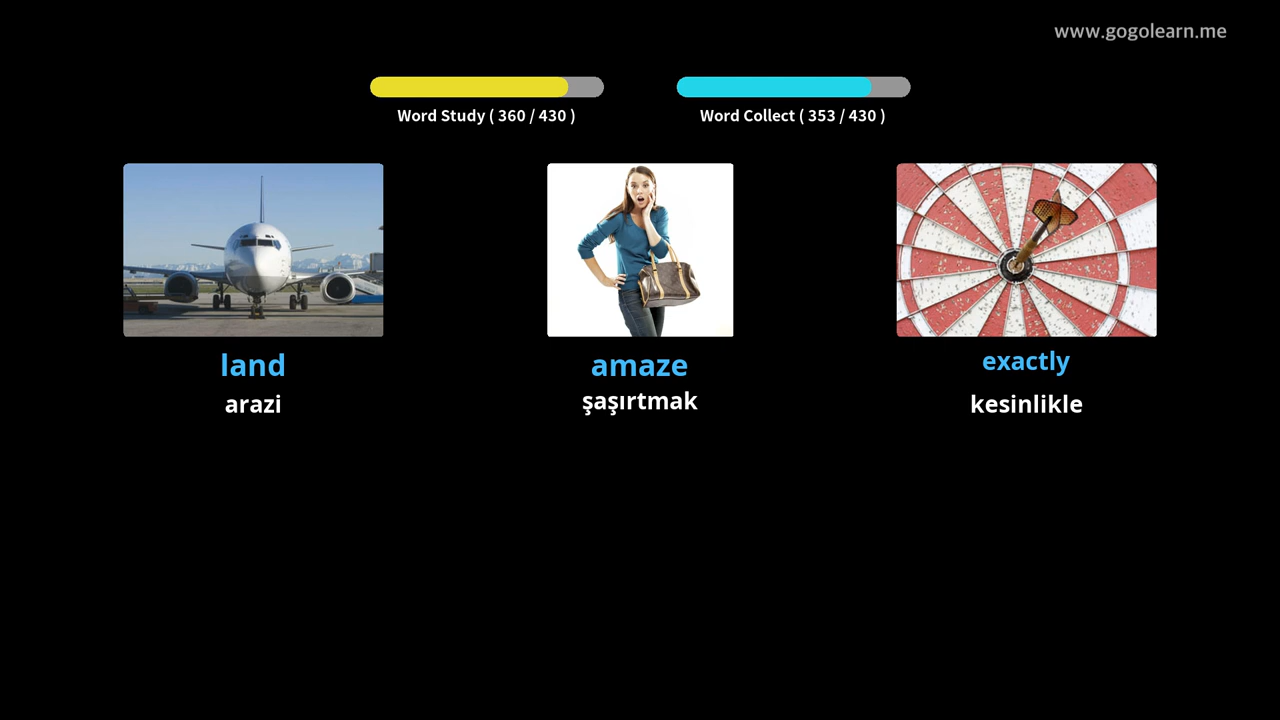 www.gogolearn.me
Word Study ( 360 / 430 )
Word Collect ( 353 / 430 )
land
amaze
exactly
arazi
şaşırtmak
kesinlikle